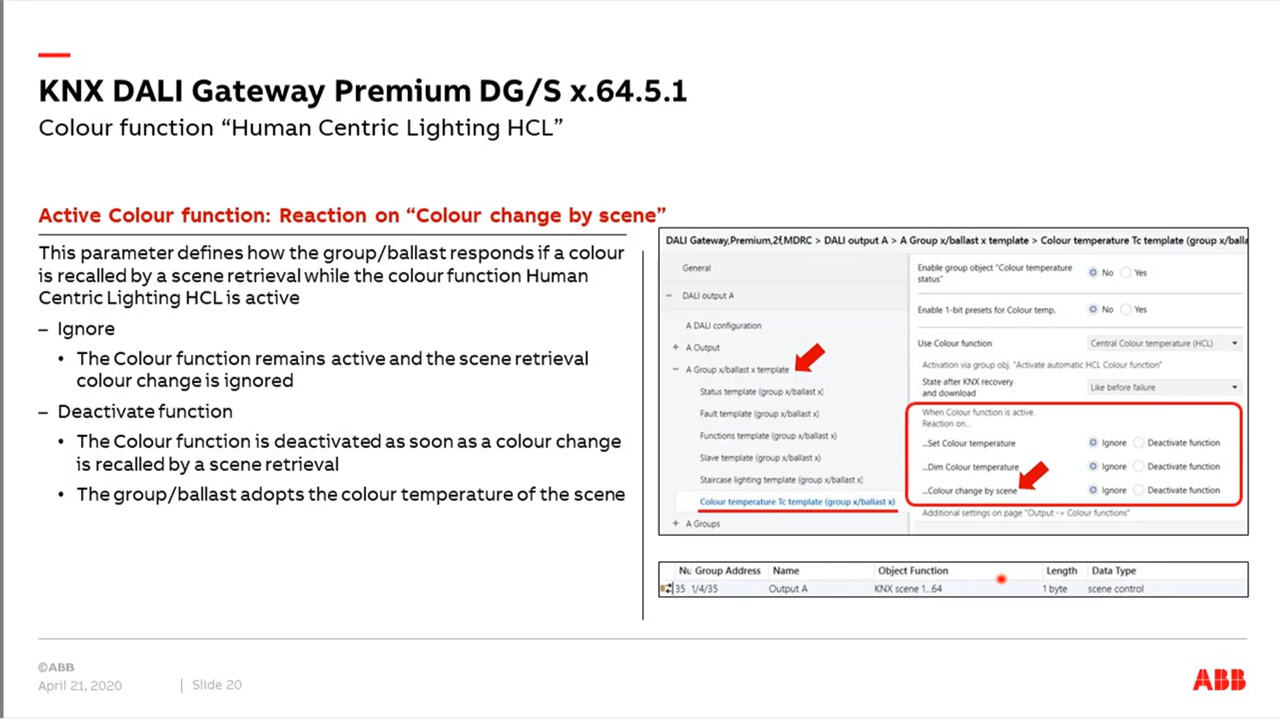 KNX DALI Gateway Premium DG/S x.64.5.1
Colour function “Human Centric Lighting HCL”
Active Colour function: Reaction on “Colour change by scene”
This parameter defines how the group/ballast responds if a colour
is recalled by a scene retrieval while the colour function Human
Centric Lighting HCL is active
– Ignore
• The Colour function remains active and the scene retrieval
colour change is ignored
– Deactivate function
• The Colour function is deactivated as soon as a colour change
is recalled by a scene retrieval
• The group/ballast adopts the colour temperature of the scene
DALI Gateway,Premium,2f,MDRC > DALI output A > A Group x/ballast x template > Colour temperature Tc template (group x/balla
General
– DALI output A
A DALI configuration
+ A Output
– A Group x/ballast x template
Status template (group x/ballast x)
Fault template (group x/ballast x)
Functions template (group x/ballast x)
Slave template (group x/ballast x)
Staircase lighting template (group x/ballast x)
Colour temperature Tc template (group x/ballast x)
+ A Groups
Enable group object "Colour temperature
status"
No Yes
Enable 1-bit presets for Colour temp.
No Yes
Use Colour function
Central Colour temperature (HCL)
Activation via group obj. "Activate automatic HCL Colour function"
State after KNX recovery
and download
Like before failure
When Colour function is active.
Reaction on...
...Set Colour temperature
Ignore Deactivate function
...Dim Colour temperature
Ignore Deactivate function
...Colour change by scene
Ignore Deactivate function
Additional settings on page "Output -> Colour functions"
Nu Group Address Name Object Function Length Data Type
35 1/4/35 Output A KNX scene 1...64 1 byte scene control
©ABB
April 21, 2020 | Slide 20
ABB